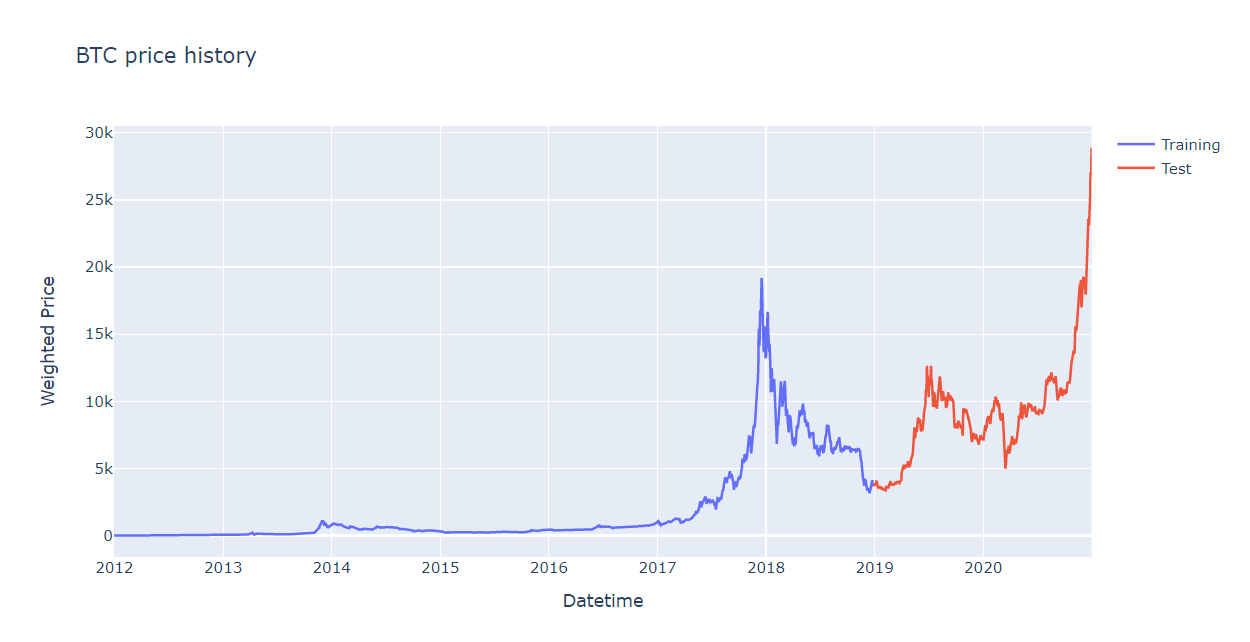 BTC price history
30k
25k
20k
15k
10k
5k
0
Weighted Price
2012 2013 2014 2015 2016 2017 2018 2019 2020
Datetime
Training
Test